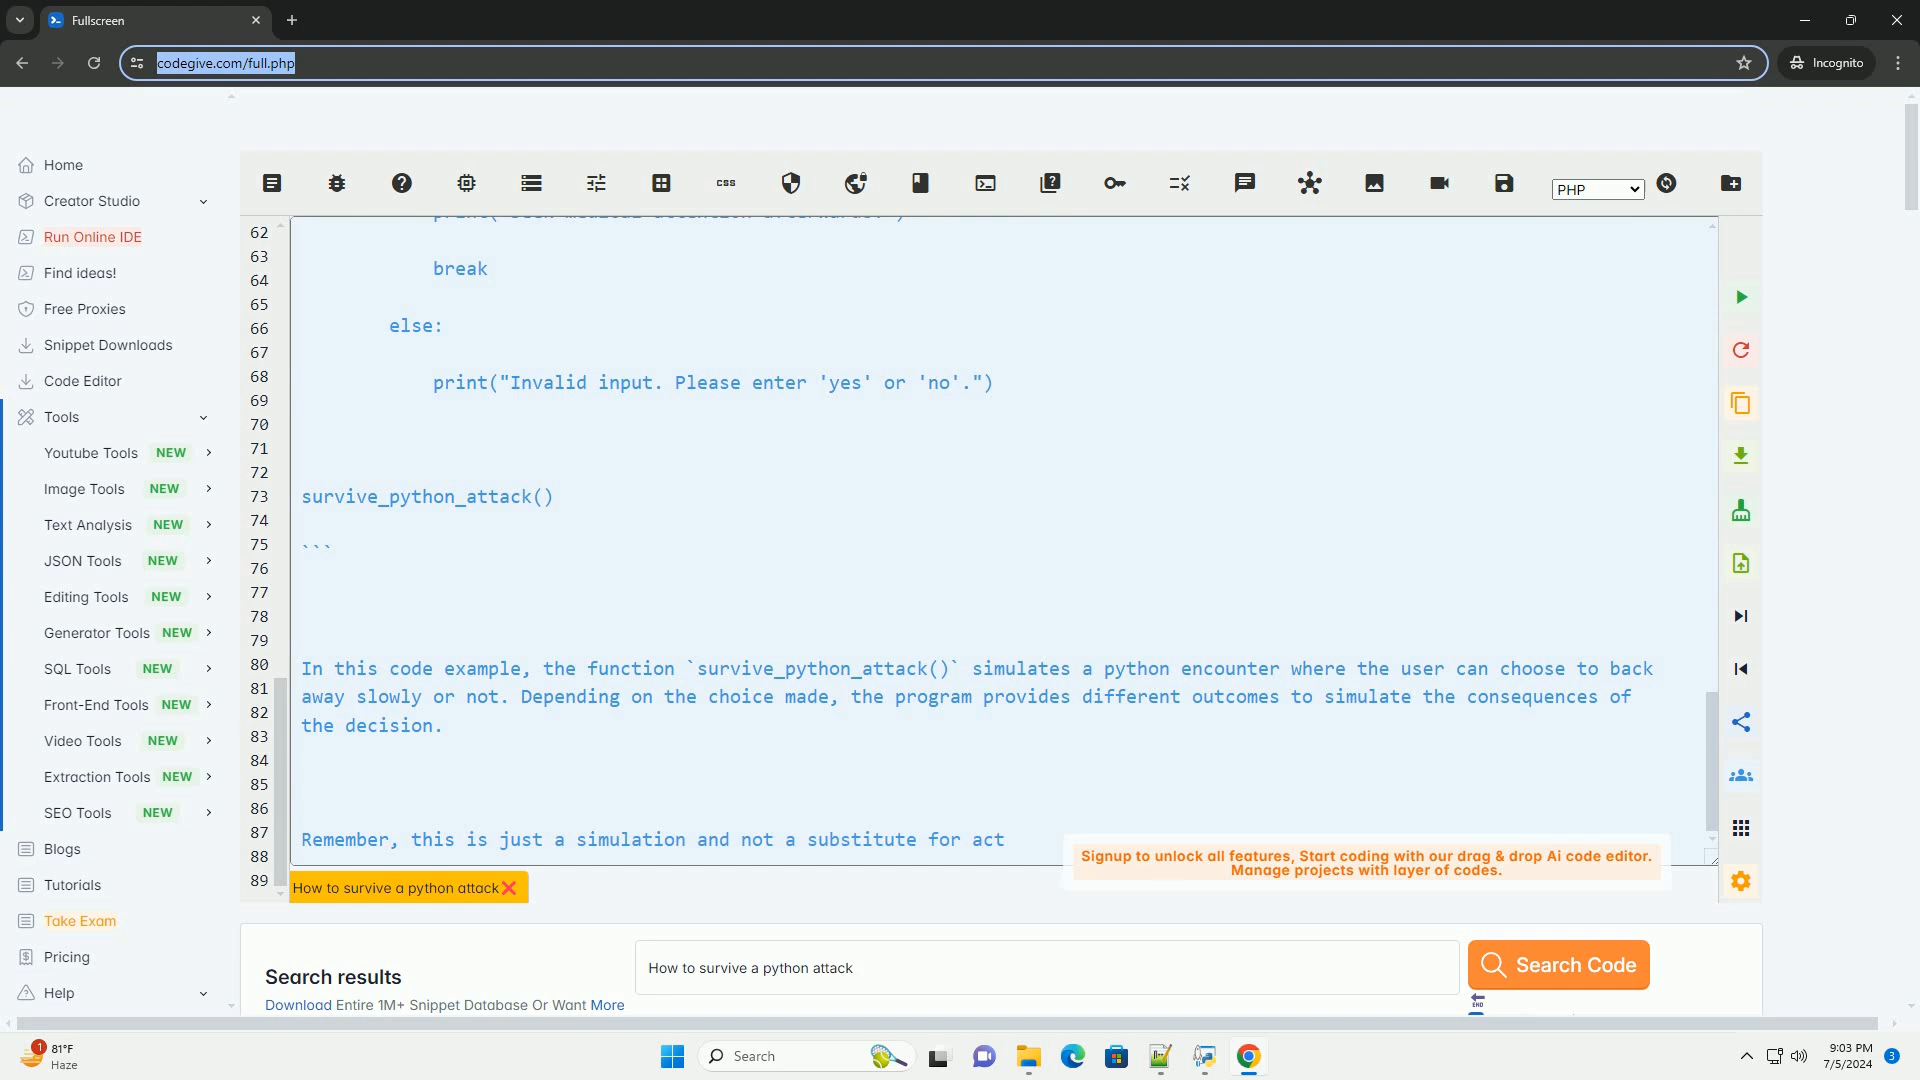 Fullscreen
codegive.com/full.php
Incognito
Home
Creator Studio
Run Online IDE
Find ideas!
Free Proxies
Snippet Downloads
Code Editor
Tools
Youtube Tools NEW
Image Tools NEW
Text Analysis NEW
JSON Tools NEW
Editing Tools NEW
Generator Tools NEW
SQL Tools NEW
Front-End Tools NEW
Video Tools NEW
Extraction Tools NEW
SEO Tools NEW
Blogs
Tutorials
Take Exam
Pricing
Help
css
PHP
62
63
64
65
66
67
68
69
70
71
72
73
74
75
76
77
78
79
80
81
82
83
84
85
86
87
88
89
break
else:
print("Invalid input. Please enter 'yes' or 'no'.")
survive_python_attack()
```
In this code example, the function `survive_python_attack()` simulates a python encounter where the user can choose to back
away slowly or not. Depending on the choice made, the program provides different outcomes to simulate the consequences of
the decision.
Remember, this is just a simulation and not a substitute for act
Signup to unlock all features, Start coding with our drag & drop Ai code editor.
Manage projects with layer of codes.
How to survive a python attack
Search results
Download Entire 1M+ Snippet Database Or Want More
How to survive a python attack
Search Code
END
1
81°F
Haze
Search
9:03 PM
7/5/2024
3